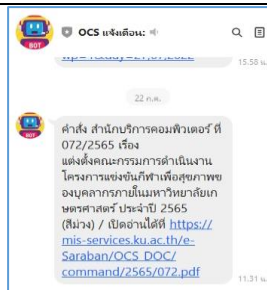 OCS แจ้งเตือน:
15.58 น.
22 ก.ค.
คำสั่ง สำนักบริการคอมพิวเตอร์ ที่
072/2565 เรื่อง
แต่งตั้งคณะกรรมการดำเนินงาน
โครงการแข่งขันกีฬาเพื่อสุขภาพข
องบุคลากรภายในมหาวิทยาลัยเก
ษตรศาสตร์ ประจำปี 2565
(สีม่วง) / เปิดอ่านได้ที่ https://
mis-services.ku.ac.th/e-
Saraban/OCS_DOC/
command/2565/072.pdf
11.31 น.
BOT
BOT